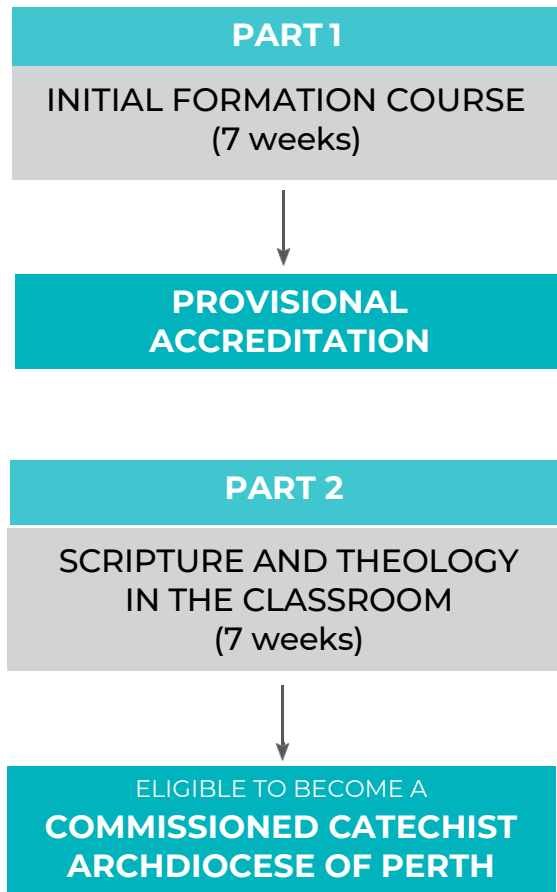 PART 1
INITIAL FORMATION COURSE
(7 weeks)
PROVISIONAL
ACCREDITATION
PART 2
SCRIPTURE AND THEOLOGY
IN THE CLASSROOM
(7 weeks)
ELIGIBLE TO BECOME A
COMMISSIONED CATECHIST
ARCHDIOCESE OF PERTH